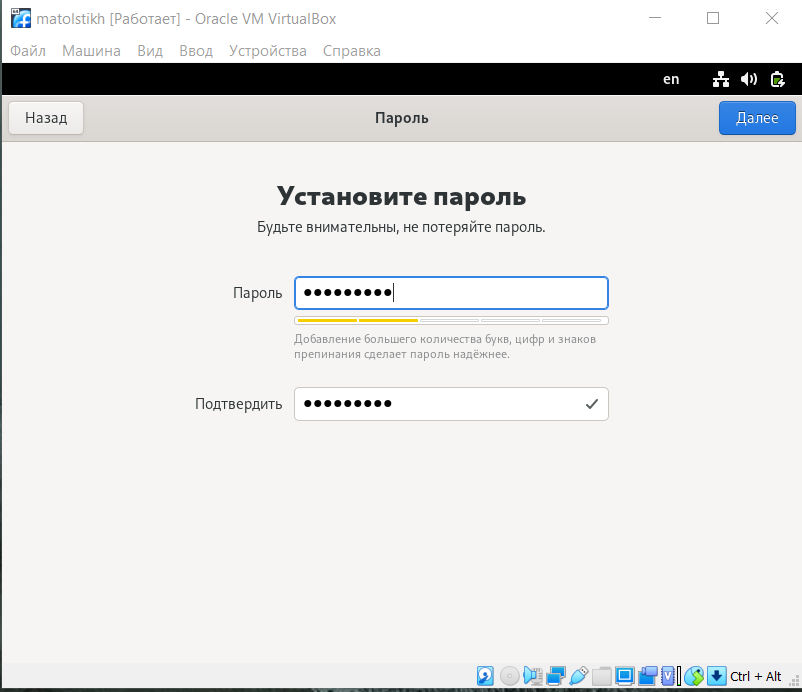 matolstikh [Работает] - Oracle VM VirtualBox
Файл Машина Вид Ввод Устройства Справка
en
Назад Пароль Далее
Установите пароль
Будьте внимательны, не потеряйте пароль.
Пароль •••••••••
Добавление большего количества букв, цифр и знаков
препинания сделает пароль надёжнее.
Подтвердить •••••••••
Ctrl + Alt